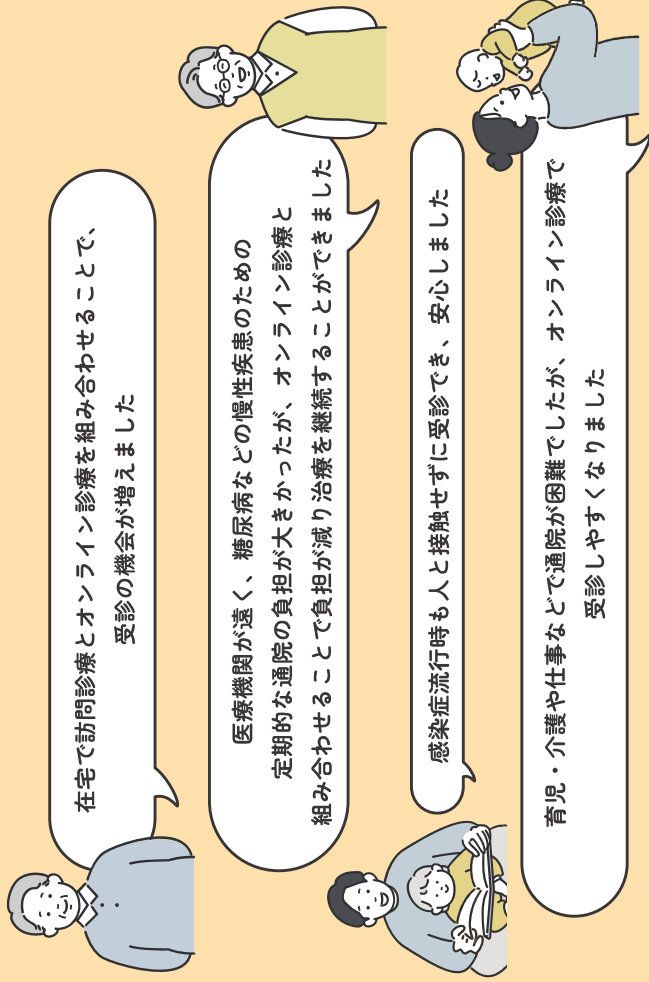 在宅で訪問診療とオンライン診療を組み合わせることで、
受診の機会が増えました
医療機関が遠く、糖尿病などの慢性疾患のための
定期的な通院の負担が大きかったが、オンライン診療と
組み合わせることで負担が減り治療を継続することができました
感染症流行時も人と接触せずに受診でき、安心しました
育児・介護や仕事などで通院が困難でしたが、オンライン診療で
受診しやすくなりました